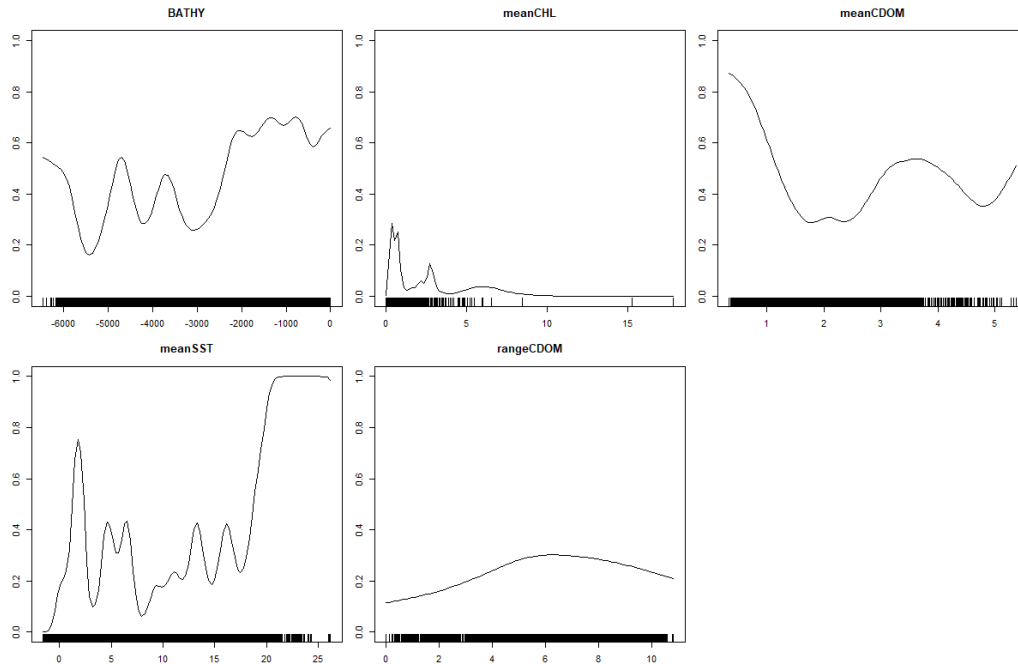 BATHY
meanCHL
meanCDOM
0.0 0.2 0.4 0.6 0.8 1.0
-6000 -5000 -4000 -3000 -2000 -1000 0
0.0 0.2 0.4 0.6 0.8 1.0
0 5 10 15
0.0 0.2 0.4 0.6 0.8 1.0
1 2 3 4 5
meanSST
rangeCDOM
0.0 0.2 0.4 0.6 0.8 1.0
0 5 10 15 20 25
0.0 0.2 0.4 0.6 0.8 1.0
0 2 4 6 8 10